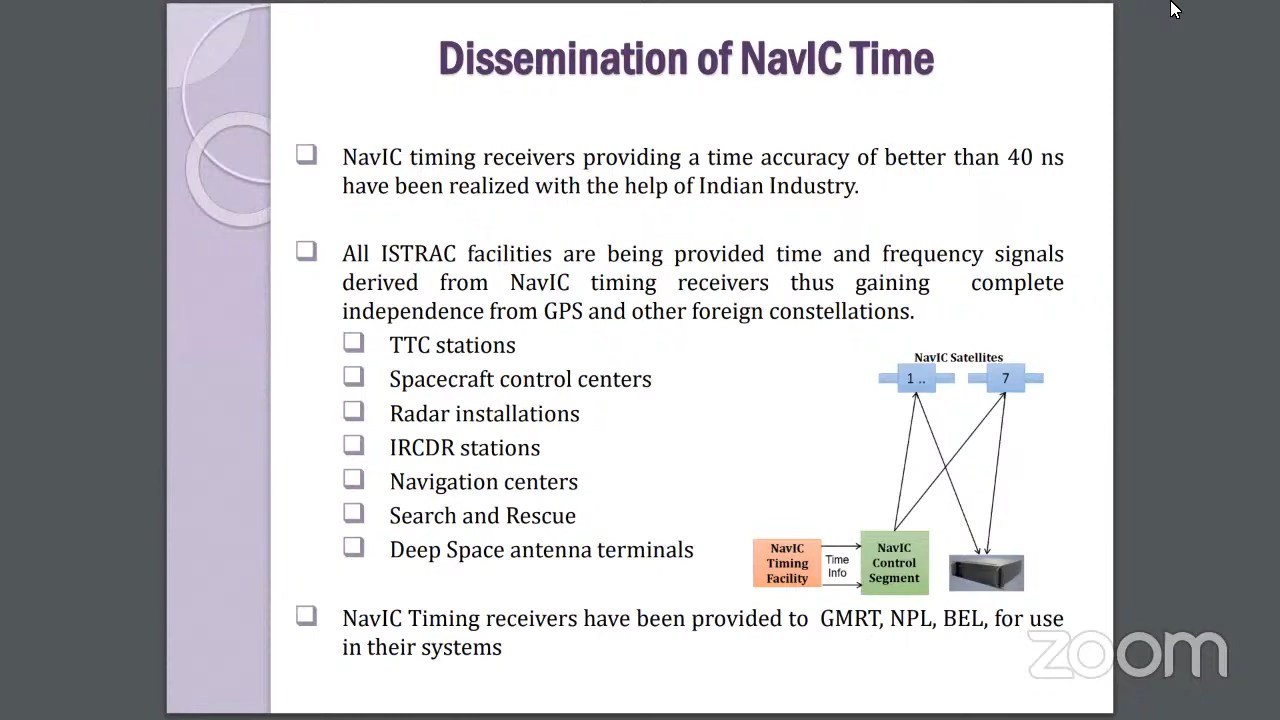 Dissemination of NavIC Time
NavIC timing receivers providing a time accuracy of better than 40 ns
have been realized with the help of Indian Industry.
All ISTRAC facilities are being provided time and frequency signals
derived from NavIC timing receivers thus gaining complete
independence from GPS and other foreign constellations.
TTC stations
Spacecraft control centers
Radar installations
IRCDR stations
Navigation centers
Search and Rescue
Deep Space antenna terminals
NavIC Satellites
1 ..
7
NavIC
Timing
Facility
Time
Info
NavIC
Control
Segment
NavIC Timing receivers have been provided to GMRT, NPL, BEL, for use
in their systems
zoom